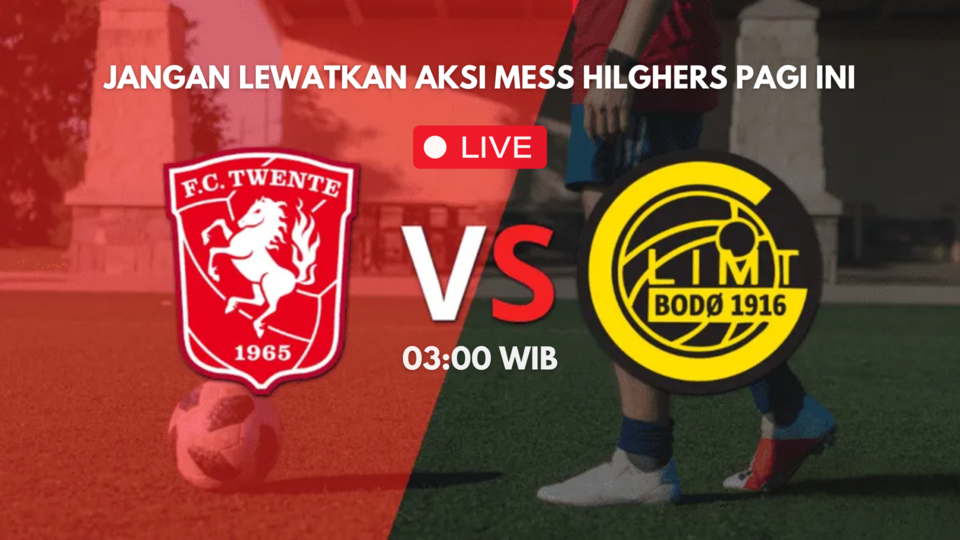 JANGAN LEWATKAN AKSI MESS HILGHERS PAGI INI
LIVE
F.C. TWENTE
1965
VS
LIMT
BODØ 1916
03:00 WIB